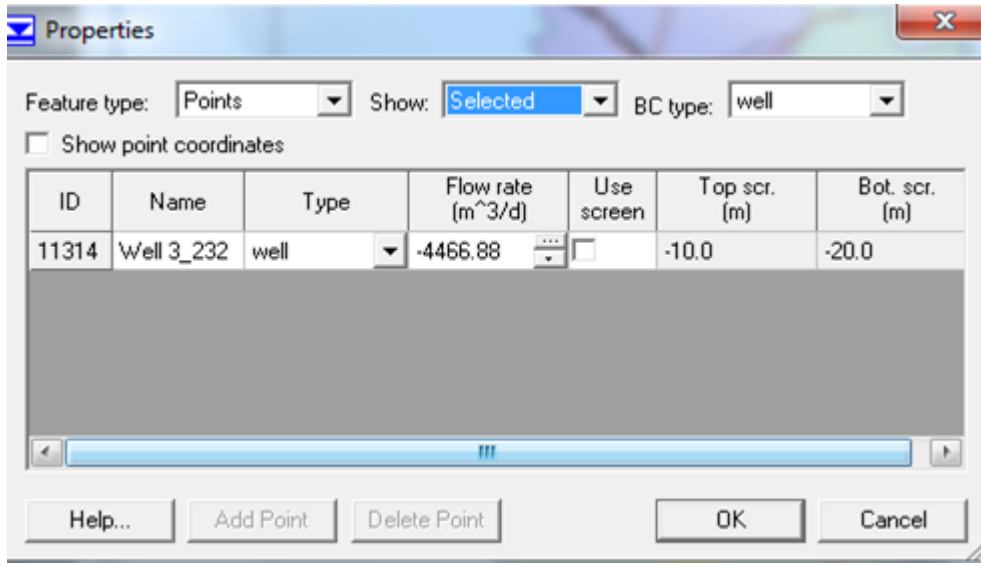 Properties
Feature type: Points Show: Selected BC type: well
Show point coordinates
ID Name Type Flow rate (m^3/d) Use screen Top scr. (m) Bot. scr. (m)
11314 Well 3_232 well -4466.88 ... -10.0 -20.0
Help... Add Point Delete Point OK Cancel